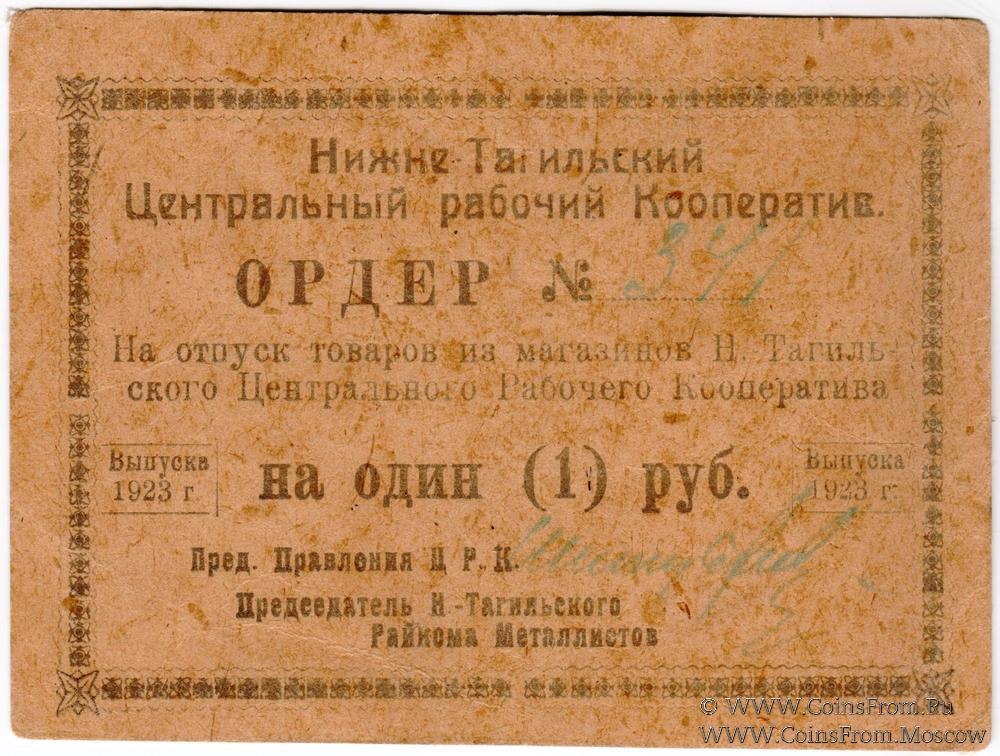 Нижне-Тагильский
Центральный рабочий Кооператив.
ОРДЕР № 341
На отпуск товаров из магазинов Н. Тагиль-
ского Центрального Рабочего Кооператива
Выпуска
1923 г.
на один (1) руб.
Выпуска
1923 г.
Пред. Правления Ц Р. К.
Председатель Н.-Тагильского
Райкома Металлистов
© WWW.CoinsFrom.Ru
WWW.CoinsFrom.Moscow